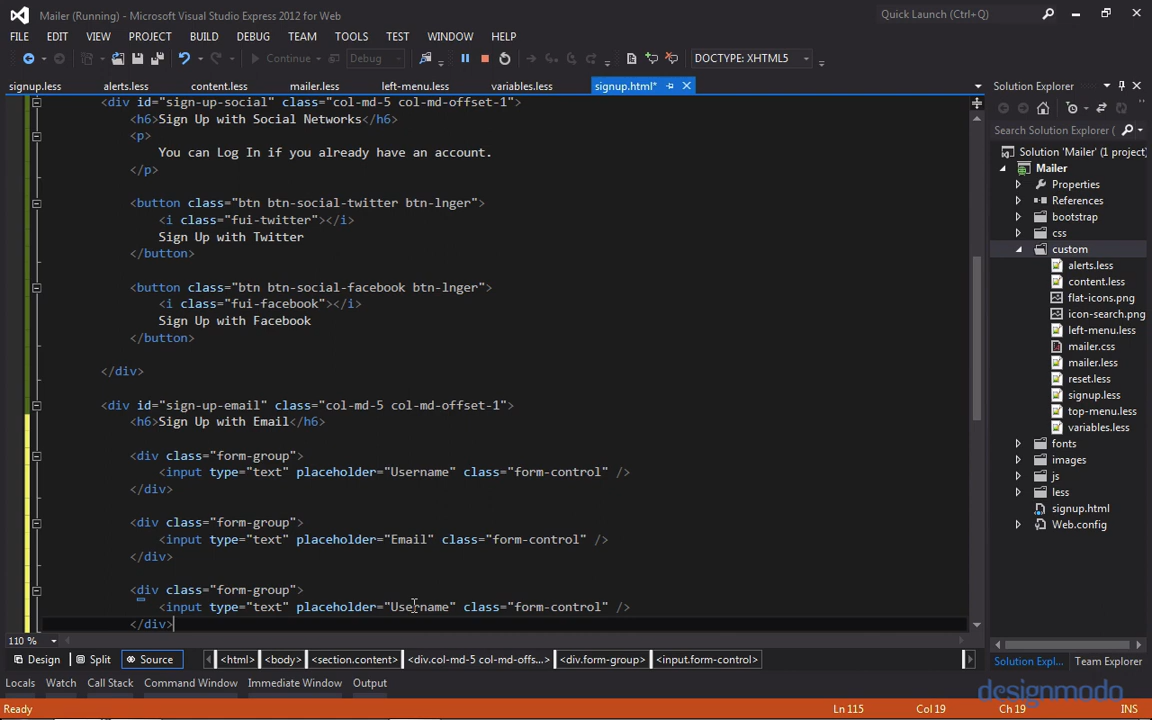 Mailer (Running) - Microsoft Visual Studio Express 2012 for Web
Quick Launch (Ctrl+Q)
FILE EDIT VIEW PROJECT BUILD DEBUG TEAM TOOLS TEST WINDOW HELP
Continue Debug DOCTYPE: XHTML5
signup.less alerts.less content.less mailer.less left-menu.less variables.less signup.html*
Solution Explorer
<div id="sign-up-social" class="col-md-5 col-md-offset-1">
<h6>Sign Up with Social Networks</h6>
<p>
You can Log In if you already have an account.
</p>
<button class="btn btn-social-twitter btn-lnger">
<i class="fui-twitter"></i>
Sign Up with Twitter
</button>
<button class="btn btn-social-facebook btn-lnger">
<i class="fui-facebook"></i>
Sign Up with Facebook
</button>
</div>
<div id="sign-up-email" class="col-md-5 col-md-offset-1">
<h6>Sign Up with Email</h6>
<div class="form-group">
<input type="text" placeholder="Username" class="form-control" />
</div>
<div class="form-group">
<input type="text" placeholder="Email" class="form-control" />
</div>
<div class="form-group">
<input type="text" placeholder="Username" class="form-control" />
</div>
Search Solution Explorer (
Solution 'Mailer' (1 project)
Mailer
Properties
References
bootstrap
css
custom
alerts.less
content.less
flat-icons.png
icon-search.png
left-menu.less
mailer.css
mailer.less
reset.less
signup.less
top-menu.less
variables.less
fonts
images
js
less
signup.html
Web.config
110 %
Design Split Source <html> <body> <section.content> <div.col-md-5 col-md-offs...> <div.form-group> <input.form-control>
Solution Expl... Team Explorer
Locals Watch Call Stack Command Window Immediate Window Output
designmodo
Ready Ln 115 Col 19 Ch 19 INS